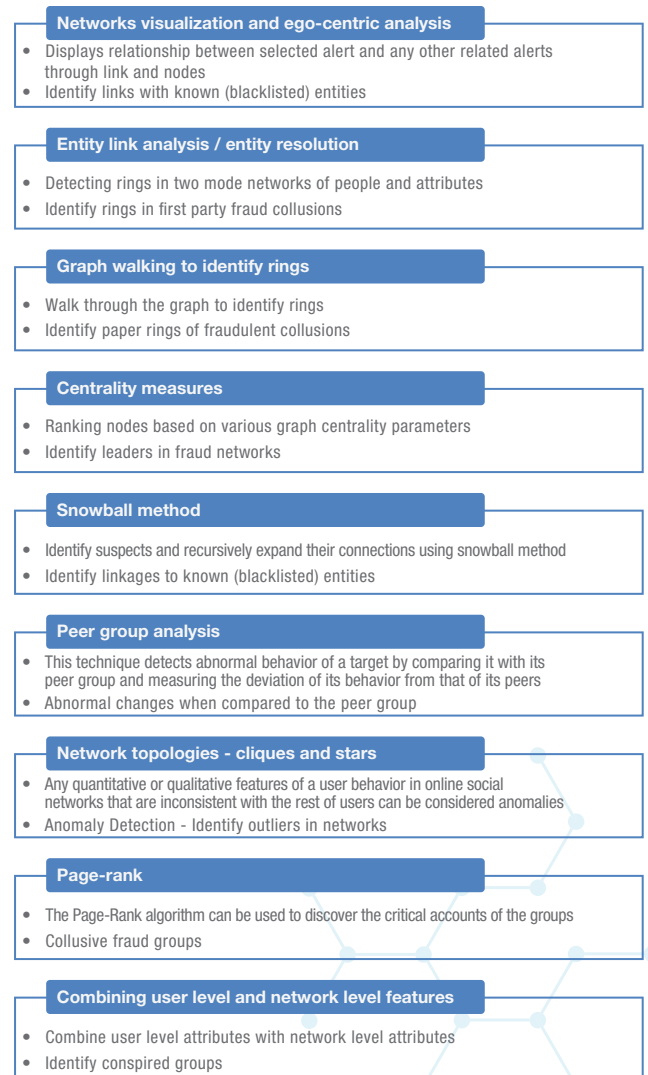 Networks visualization and ego-centric analysis
• Displays relationship between selected alert and any other related alerts
through link and nodes
• Identify links with known (blacklisted) entities
Entity link analysis / entity resolution
• Detecting rings in two mode networks of people and attributes
• Identify rings in first party fraud collusions
Graph walking to identify rings
• Walk through the graph to identify rings
• Identify paper rings of fraudulent collusions
Centrality measures
• Ranking nodes based on various graph centrality parameters
• Identify leaders in fraud networks
Snowball method
• Identify suspects and recursively expand their connections using snowball method
• Identify linkages to known (blacklisted) entities
Peer group analysis
• This technique detects abnormal behavior of a target by comparing it with its
peer group and measuring the deviation of its behavior from that of its peers
• Abnormal changes when compared to the peer group
Network topologies - cliques and stars
• Any quantitative or qualitative features of a user behavior in online social
networks that are inconsistent with the rest of users can be considered anomalies
• Anomaly Detection - Identify outliers in networks
Page-rank
• The Page-Rank algorithm can be used to discover the critical accounts of the groups
• Collusive fraud groups
Combining user level and network level features
• Combine user level attributes with network level attributes
• Identify conspired groups